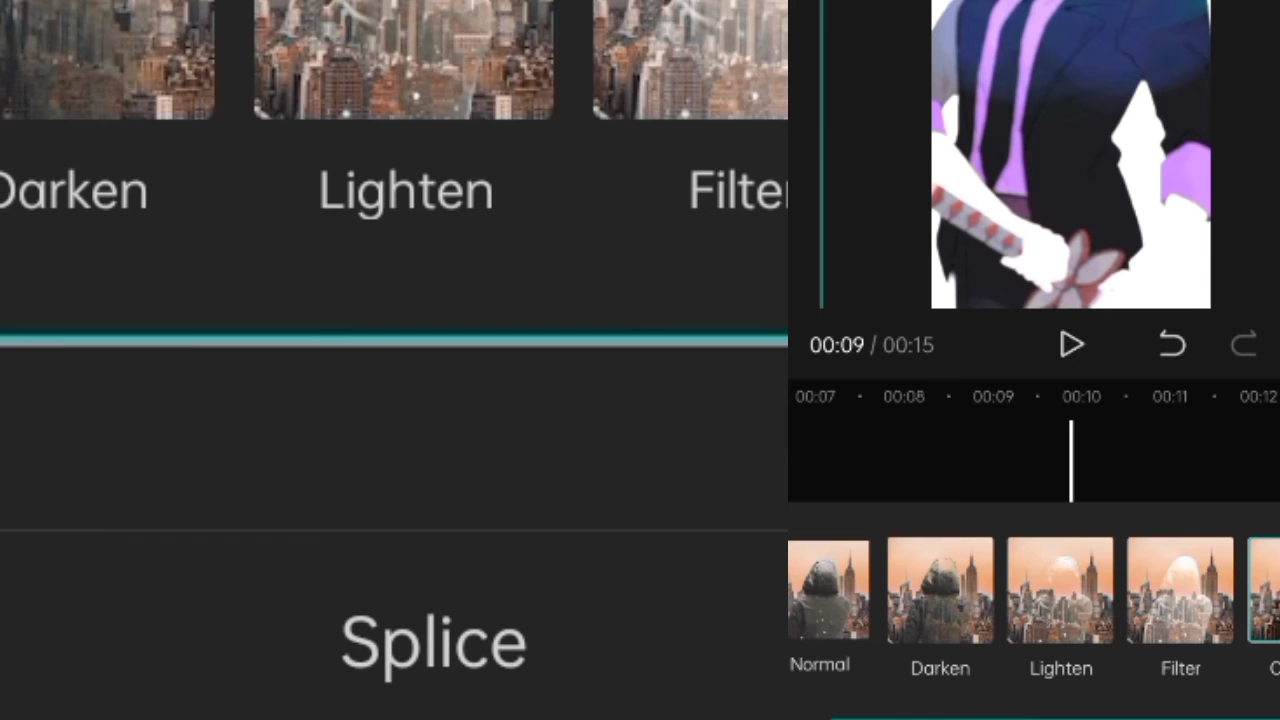 Darken
Lighten
Filter
Splice
00:09 / 00:15
00:07 · 00:08 · 00:09 · 00:10 · 00:11 · 00:12
Normal
Darken
Lighten
Filter